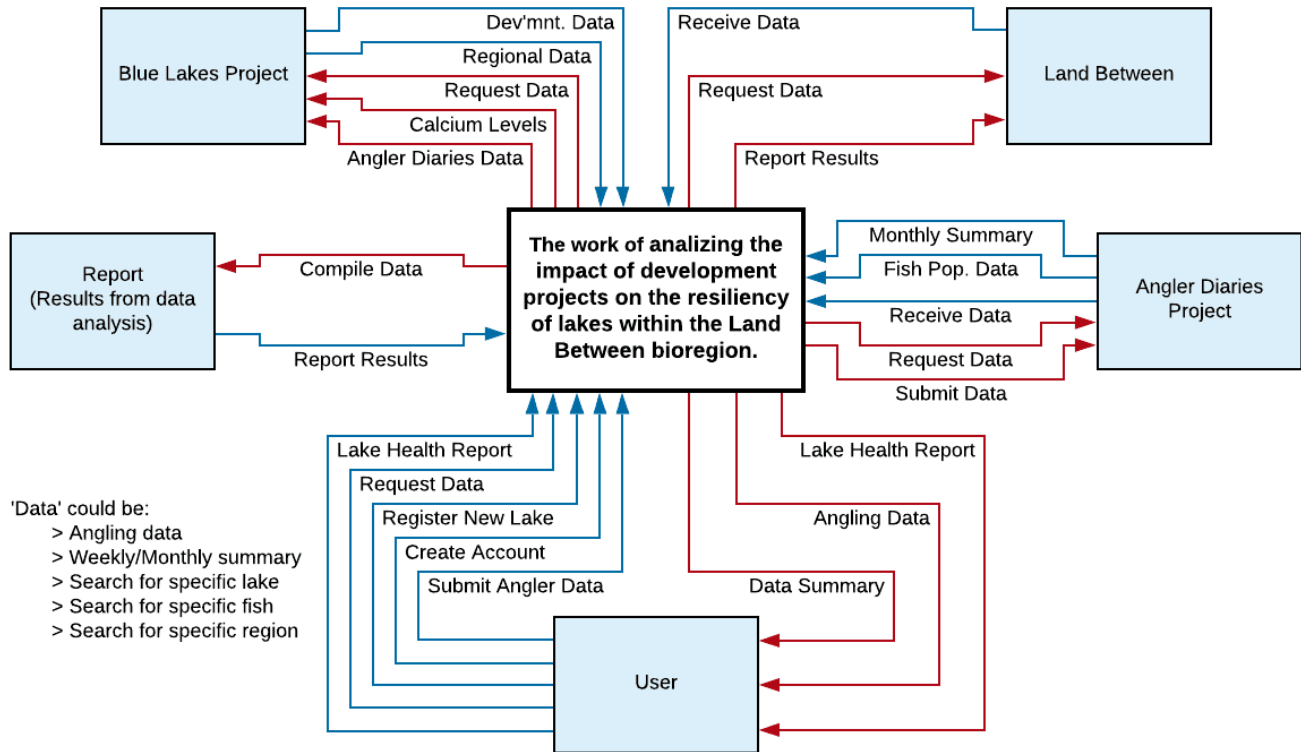 Dev'mnt. Data
Regional Data
Request Data
Calcium Levels
Angler Diaries Data
Blue Lakes Project
Receive Data
Request Data
Report Results
Land Between
Report
(Results from data
analysis)
Compile Data
Report Results
The work of analizing the
impact of development
projects on the resiliency
of lakes within the Land
Between bioregion.
Monthly Summary
Fish Pop. Data
Receive Data
Request Data
Submit Data
Angler Diaries
Project
Lake Health Report
Request Data
Register New Lake
Create Account
Submit Angler Data
Lake Health Report
Angling Data
Data Summary
User
'Data' could be:
> Angling data
> Weekly/Monthly summary
> Search for specific lake
> Search for specific fish
> Search for specific region